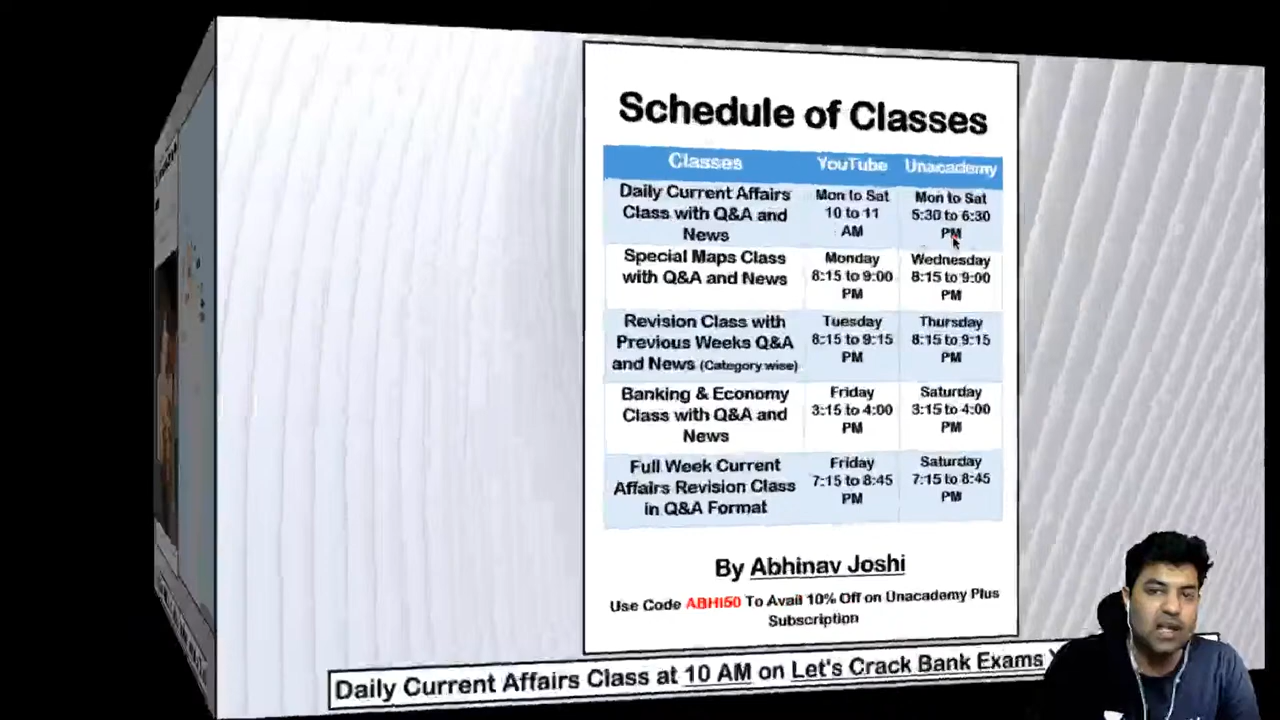 Schedule of Classes
Classes YouTube Unacademy
Daily Current Affairs
Class with Q&A and
News
Mon to Sat
10 to 11
AM
Mon to Sat
5:30 to 6:30
PM
Special Maps Class
with Q&A and News
Monday
8:15 to 9:00
PM
Wednesday
8:15 to 9:00
PM
Revision Class with
Previous Weeks Q&A
and News (Category wise)
Tuesday
8:15 to 9:15
PM
Thursday
8:15 to 9:15
PM
Banking & Economy
Class with Q&A and
News
Friday
3:15 to 4:00
PM
Saturday
3:15 to 4:00
PM
Full Week Current
Affairs Revision Class
in Q&A Format
Friday
7:15 to 8:45
PM
Saturday
7:15 to 8:45
PM
By Abhinav Joshi
Use Code ABHI50 To Avail 10% Off on Unacademy Plus
Subscription
Daily Current Affairs Class at 10 AM on Let's Crack Bank Exams